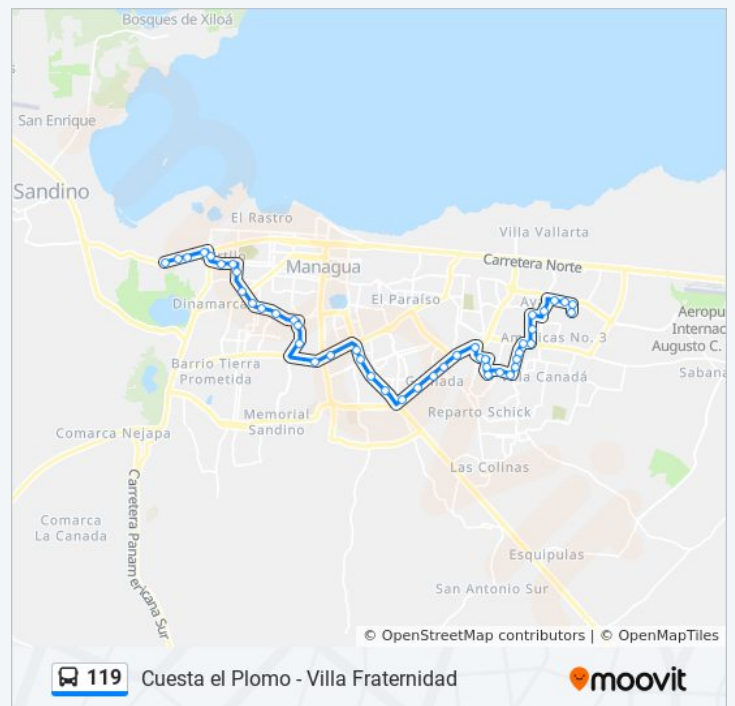 Bosques de Xiloá
San Enrique
Sandino
El Rastro
Villa Vallarta
Carretera Norte
Managua
El Paraíso
Dinamarca
Américas No. 3
Aeropu
Internac
Augusto C.
Sabana
Barrio Tierra
Prometida
Villa Canadá
Reparto Schick
Memorial
Sandino
Comarca Nejapa
Las Colinas
Carretera Panamericana Sur
Comarca
La Canada
Esquipulas
San Antonio Sur
© OpenStreetMap contributors | © OpenMapTiles
119 Cuesta el Plomo - Villa Fraternidad
moovit